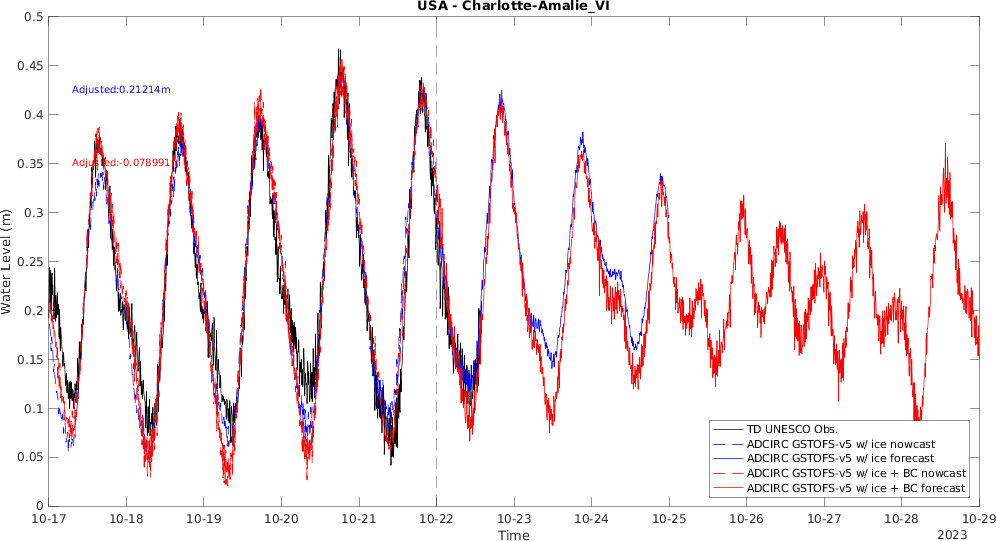 USA - Charlotte-Amalie_VI
Water Level (m)
0.5
0.45
0.4
0.35
0.3
0.25
0.2
0.15
0.1
0.05
0
Adjusted:0.21214m
Adjusted:-0.078991
TD UNESCO Obs.
ADCIRC GSTOFS-v5 w/ ice nowcast
ADCIRC GSTOFS-v5 w/ ice forecast
ADCIRC GSTOFS-v5 w/ ice + BC nowcast
ADCIRC GSTOFS-v5 w/ ice + BC forecast
10-17 10-18 10-19 10-20 10-21 10-22 10-23 10-24 10-25 10-26 10-27 10-28 10-29
Time
2023